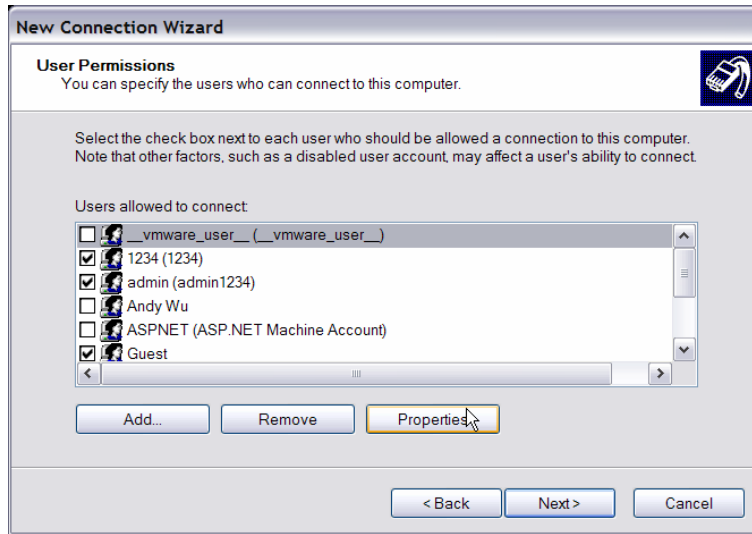 New Connection Wizard
User Permissions
You can specify the users who can connect to this computer.
Select the check box next to each user who should be allowed a connection to this computer.
Note that other factors, such as a disabled user account, may affect a user's ability to connect.
Users allowed to connect:
__vmware_user__ (__vmware_user__)
1234 (1234)
admin (admin1234)
Andy Wu
ASPNET (ASP.NET Machine Account)
Guest
Add... Remove Properties
< Back Next > Cancel